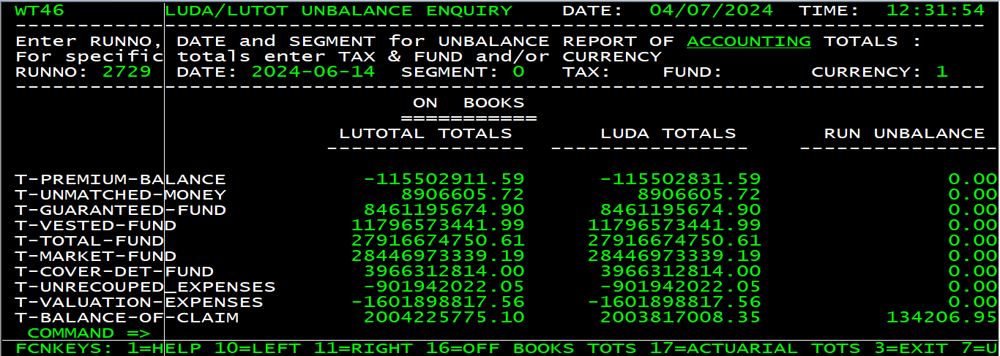 WT46 LUDA/LUTOT UNBALANCE ENQUIRY DATE: 04/07/2024 TIME: 12:31:54
------------------------------------------------------------------------------
Enter RUNNO, DATE and SEGMENT for UNBALANCE REPORT OF ACCOUNTING TOTALS :
For specific totals enter TAX & FUND and/or CURRENCY
RUNNO: 2729 DATE: 2024-06-14 SEGMENT: 0 TAX: FUND: CURRENCY: 1
------------------------------------------------------------------------------
ON BOOKS
===========
LUTOTAL TOTALS LUDA TOTALS RUN UNBALANCE
---------------- ---------------- ----------------
T-PREMIUM-BALANCE -115502911.59 -115502831.59 0.00
T-UNMATCHED-MONEY 8906605.72 8906605.72 0.00
T-GUARANTEED-FUND 8461195674.90 8461195674.90 0.00
T-VESTED-FUND 11796573441.99 11796573441.99 0.00
T-TOTAL-FUND 27916674750.61 27916674750.61 0.00
T-MARKET-FUND 28446973339.19 28446973339.19 0.00
T-COVER-DET-FUND 3966312814.00 3966312814.00 0.00
T-UNRECOUPED_EXPENSES -901942022.05 -901942022.05 0.00
T-VALUATION-EXPENSES -1601898817.56 -1601898817.56 0.00
T-BALANCE-OF-CLAIM 2004225775.10 2003817008.35 134206.95
COMMAND =>
FCNKEYS: 1=HELP 10=LEFT 11=RIGHT 16=OFF BOOKS TOTS 17=ACTUARIAL TOTS 3=EXIT 7=U